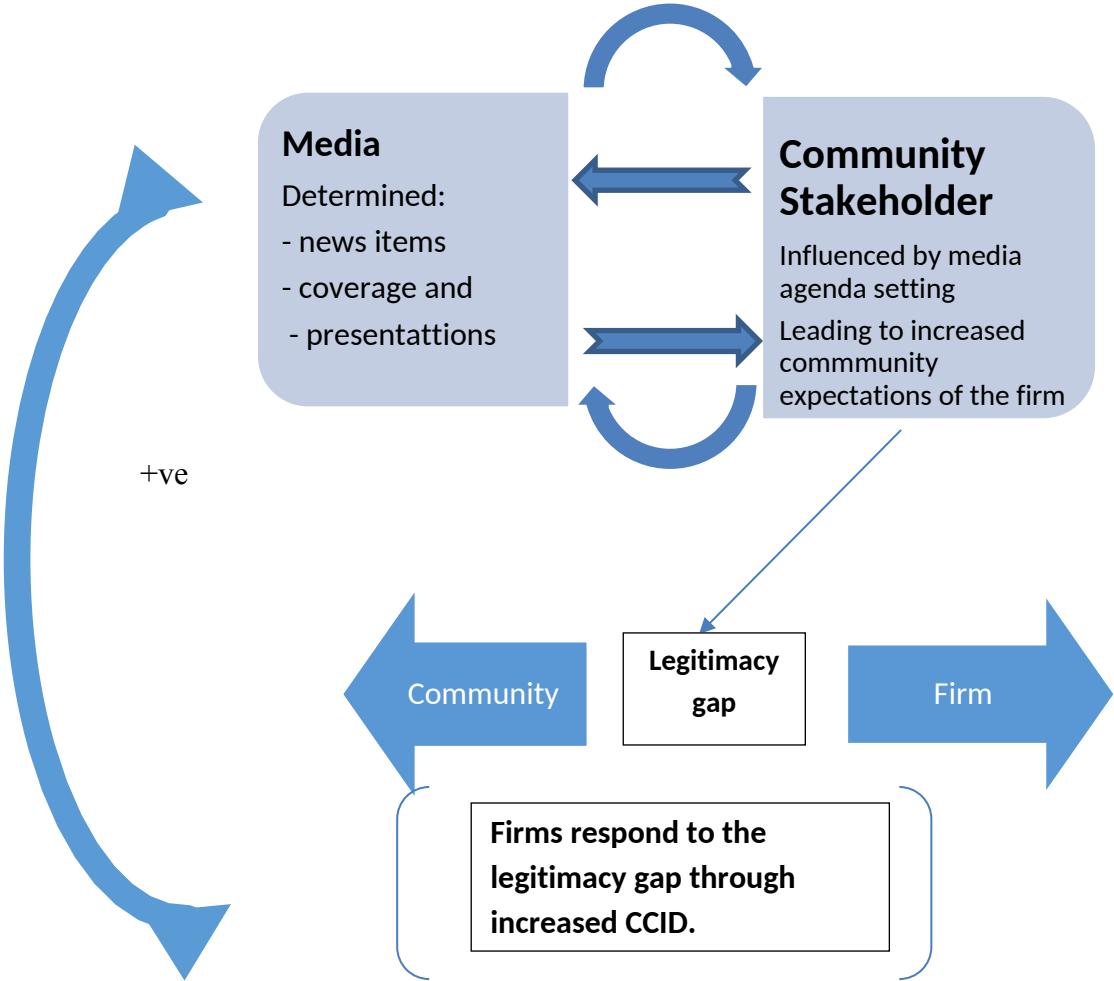 Media
Determined:
- news items
- coverage and
- presentattions
Community
Stakeholder
Influenced by media
agenda setting
Leading to increased
commmunity
expectations of the firm
+ve
Community
Legitimacy
gap
Firm
Firms respond to the
legitimacy gap through
increased CCID.